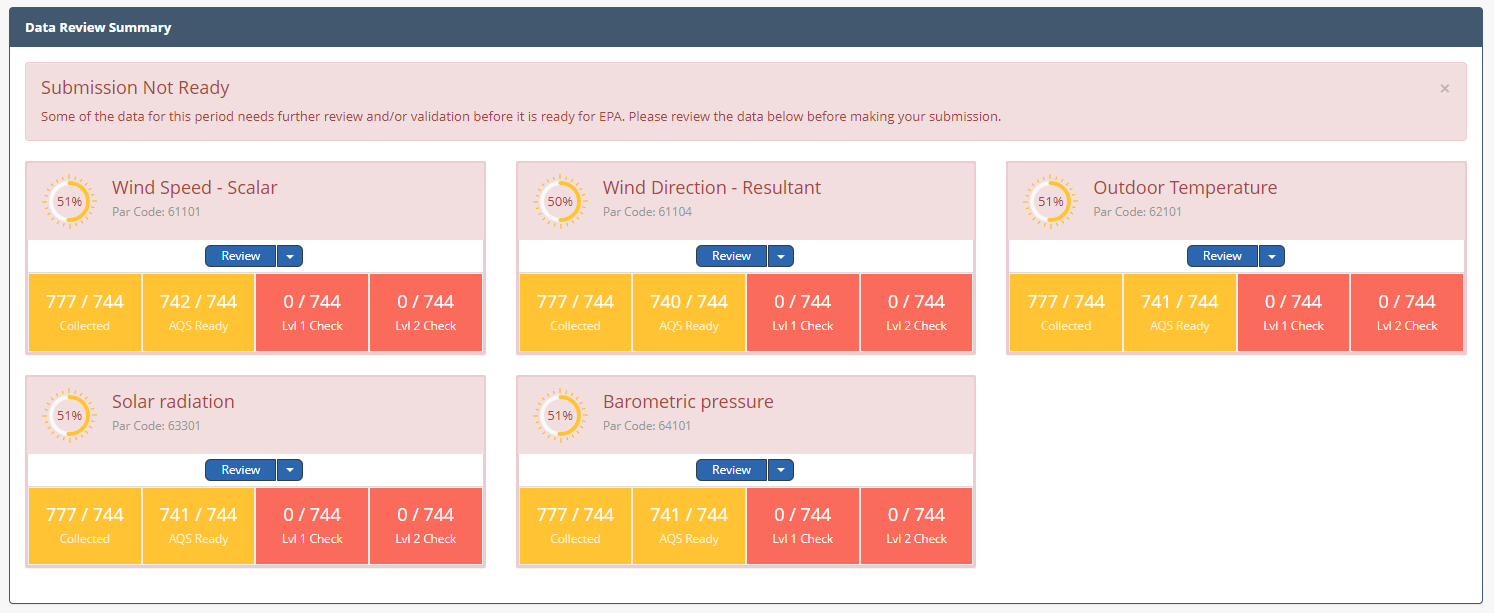 Data Review Summary
Submission Not Ready
×
Some of the data for this period needs further review and/or validation before it is ready for EPA. Please review the data below before making your submission.
51%
Wind Speed - Scalar
Par Code: 61101
Review
777 / 744
Collected
742 / 744
AQS Ready
0 / 744
Lvl 1 Check
0 / 744
Lvl 2 Check
50%
Wind Direction - Resultant
Par Code: 61104
Review
777 / 744
Collected
740 / 744
AQS Ready
0 / 744
Lvl 1 Check
0 / 744
Lvl 2 Check
51%
Outdoor Temperature
Par Code: 62101
Review
777 / 744
Collected
741 / 744
AQS Ready
0 / 744
Lvl 1 Check
0 / 744
Lvl 2 Check
51%
Solar radiation
Par Code: 63301
Review
777 / 744
Collected
741 / 744
AQS Ready
0 / 744
Lvl 1 Check
0 / 744
Lvl 2 Check
51%
Barometric pressure
Par Code: 64101
Review
777 / 744
Collected
741 / 744
AQS Ready
0 / 744
Lvl 1 Check
0 / 744
Lvl 2 Check